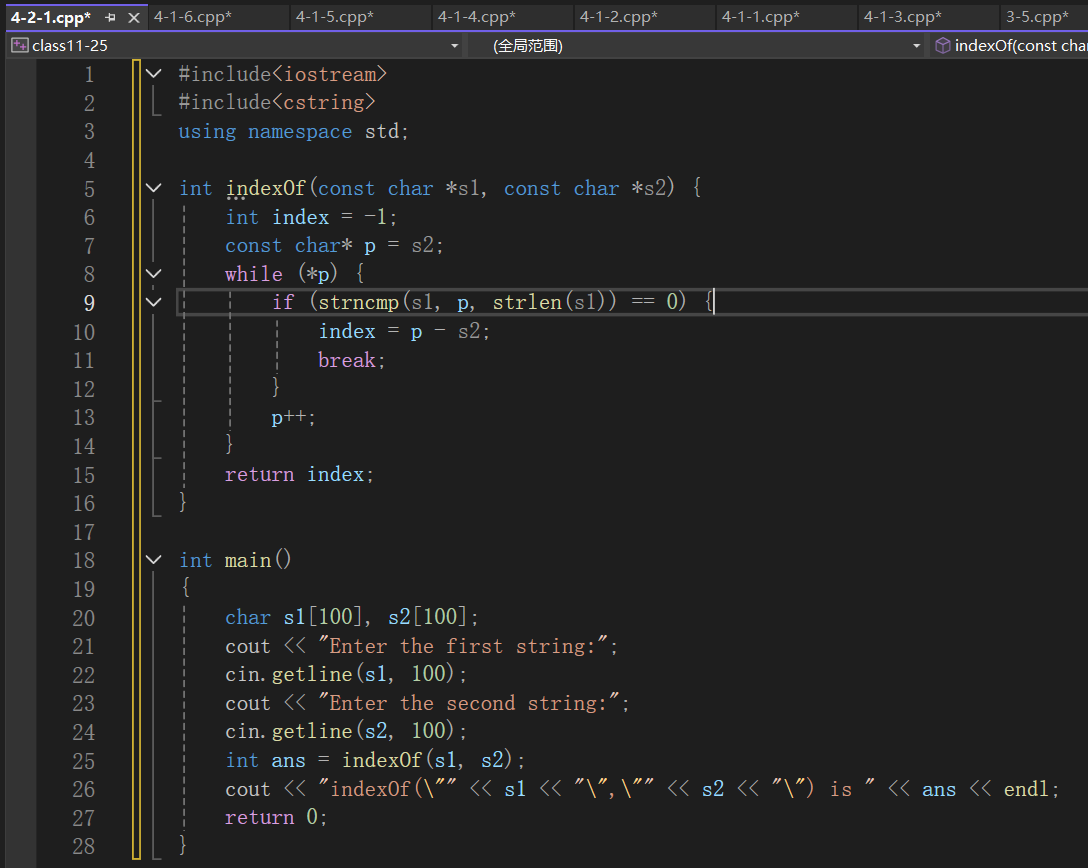 4-2-1.cpp* 4-1-6.cpp* 4-1-5.cpp* 4-1-4.cpp* 4-1-2.cpp* 4-1-1.cpp* 4-1-3.cpp* 3-5.cpp*
class11-25 (全局范围) indexOf(const char
1 #include<iostream>
2 #include<cstring>
3 using namespace std;
4
5 int indexOf(const char *s1, const char *s2) {
6     int index = -1;
7     const char* p = s2;
8     while (*p) {
9         if (strncmp(s1, p, strlen(s1)) == 0) {
10             index = p - s2;
11             break;
12         }
13         p++;
14     }
15     return index;
16 }
17
18 int main()
19 {
20     char s1[100], s2[100];
21     cout << "Enter the first string:";
22     cin.getline(s1, 100);
23     cout << "Enter the second string:";
24     cin.getline(s2, 100);
25     int ans = indexOf(s1, s2);
26     cout << "indexOf(\"" << s1 << "\",\"" << s2 << "\") is " << ans << endl;
27     return 0;
28 }